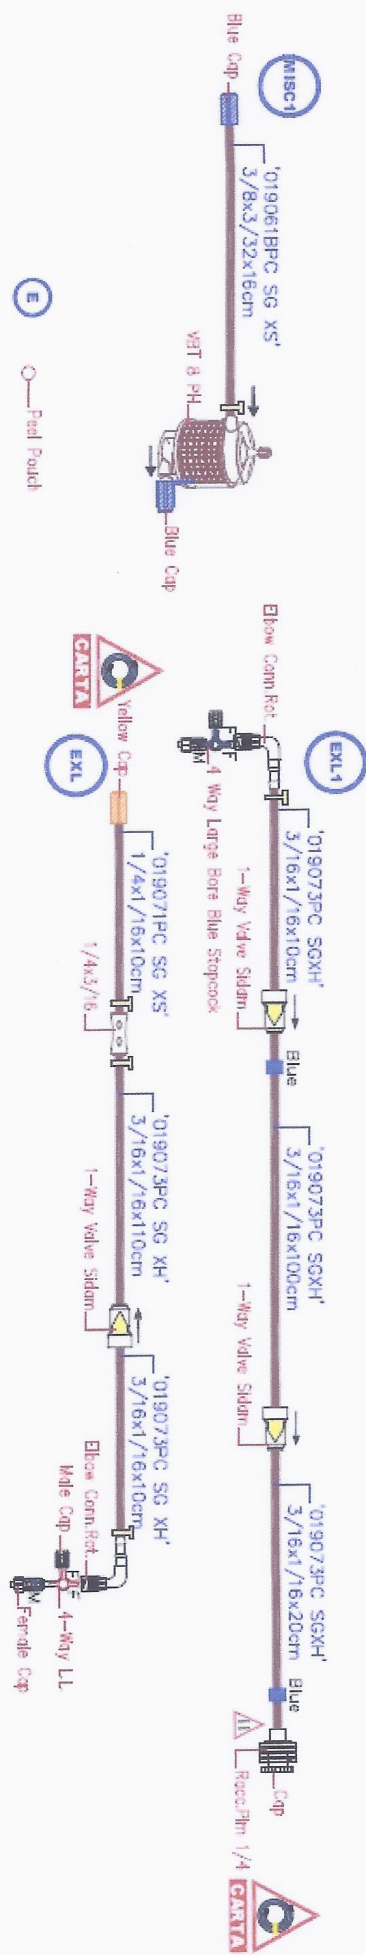 MISC1
Blue Cap
'019061BPC SG XS'
3/8x3/32x16cm
VBT 8 PH
Blue Cap
E
Peel Pouch
EXL1
Elbow Conn.Rot.
F
F
M
4 Way Large Bore Blue Stopcock
'019073PC SGXH'
3/16x1/16x10cm
1-Way Valve Sidam
Blue
'019073PC SGXH'
3/16x1/16x100cm
1-Way Valve Sidam
'019073PC SGXH'
3/16x1/16x20cm
Blue
Cap
Racc.Plm 1/4
CARTA
EXL
CARTA
Yellow Cap
'019071PC SG XS'
1/4x1/16x10cm
1/4x3/16
'019073PC SG XH'
3/16x1/16x110cm
1-Way Valve Sidam
'019073PC SG XH'
3/16x1/16x10cm
Elbow Conn.Rot.
Male Cap
F
F
M
4-Way LL
Female Cap